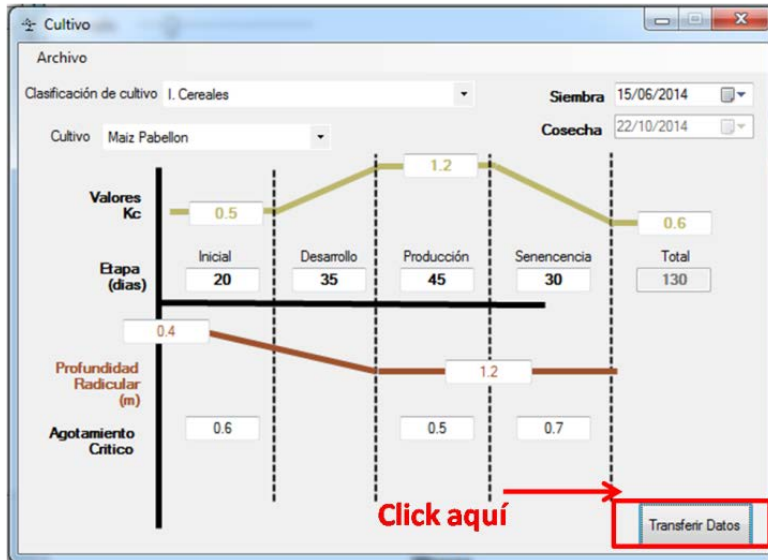 Cultivo
Archivo
Clasificación de cultivo I. Cereales
Siembra 15/06/2014
Cultivo Maiz Pabellon
Cosecha 22/10/2014
1.2
Valores
Kc
0.5
0.6
Inicial Desarrollo Producción Senencencia Total
Etapa
(dias)
20 35 45 30 130
0.4
Profundidad
Radicular
(m)
1.2
Agotamiento
Critico
0.6 0.5 0.7
Click aquí
Transferir Datos